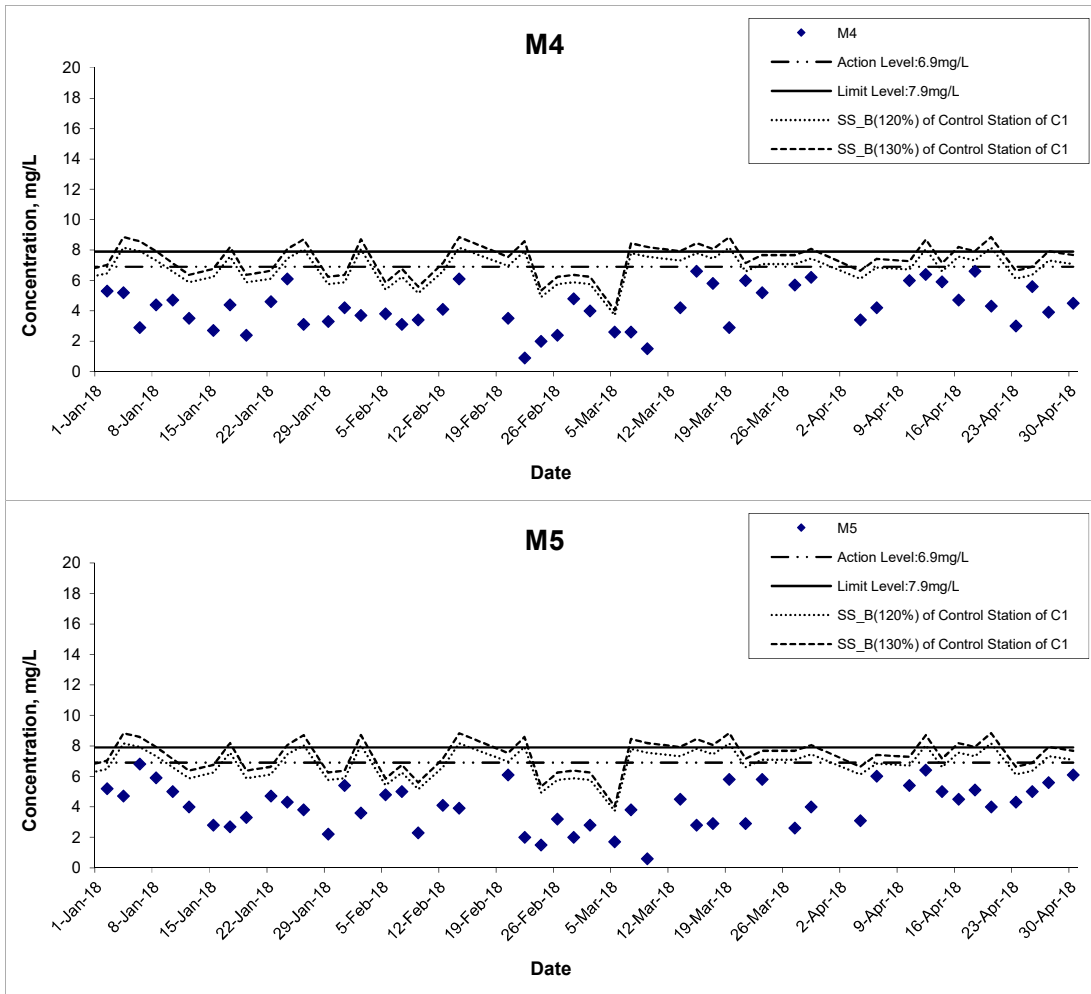 M4
M4
Action Level:6.9mg/L
Limit Level:7.9mg/L
SS_B(120%) of Control Station of C1
SS_B(130%) of Control Station of C1
Concentration, mg/L
20
18
16
14
12
10
8
6
4
2
0
1-Jan-18
8-Jan-18
15-Jan-18
22-Jan-18
29-Jan-18
5-Feb-18
12-Feb-18
19-Feb-18
26-Feb-18
5-Mar-18
12-Mar-18
19-Mar-18
26-Mar-18
2-Apr-18
9-Apr-18
16-Apr-18
23-Apr-18
30-Apr-18
Date
M5
M5
Action Level:6.9mg/L
Limit Level:7.9mg/L
SS_B(120%) of Control Station of C1
SS_B(130%) of Control Station of C1
Concentration, mg/L
20
18
16
14
12
10
8
6
4
2
0
1-Jan-18
8-Jan-18
15-Jan-18
22-Jan-18
29-Jan-18
5-Feb-18
12-Feb-18
19-Feb-18
26-Feb-18
5-Mar-18
12-Mar-18
19-Mar-18
26-Mar-18
2-Apr-18
9-Apr-18
16-Apr-18
23-Apr-18
30-Apr-18
Date